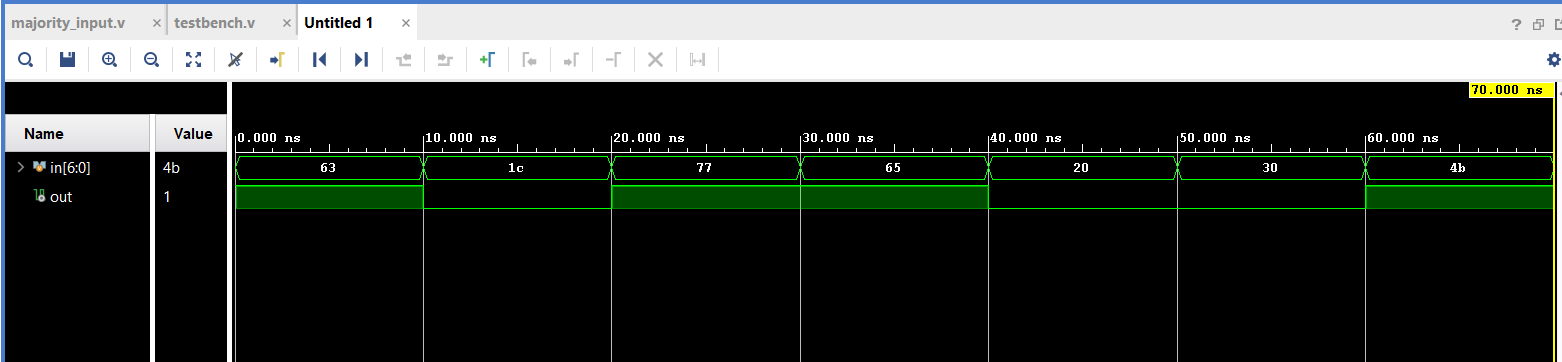 majority_input.v × testbench.v × Untitled 1 ×
?
70.000 ns
Name Value
0.000 ns 10.000 ns 20.000 ns 30.000 ns 40.000 ns 50.000 ns 60.000 ns
in[6:0] 4b 63 1c 77 65 20 30 4b
out 1